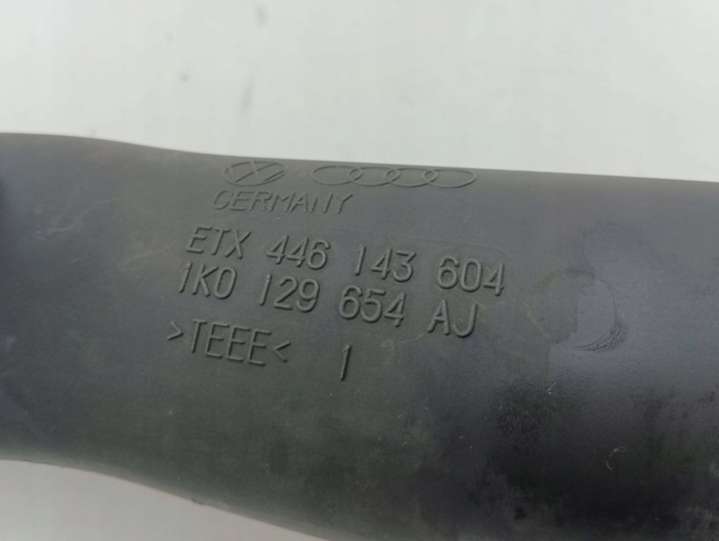 GERMANY
ETX 446 143 604
1K0 129 654 AJ
>TEEE< 1